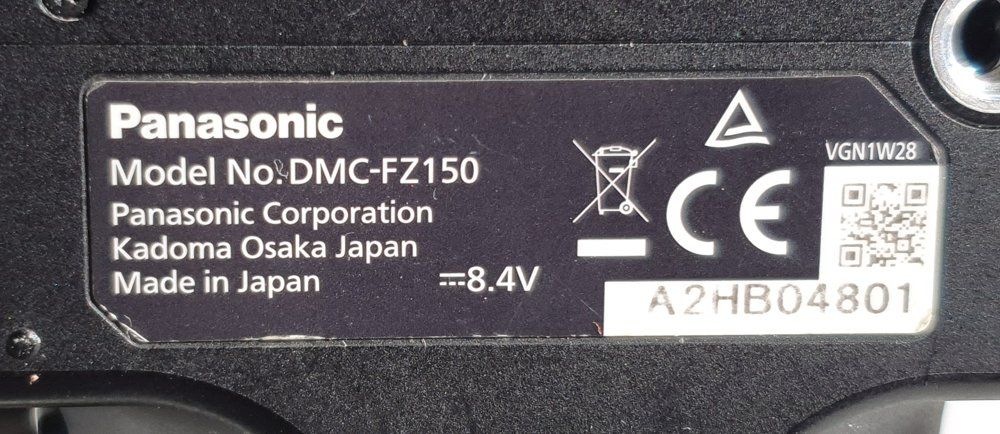 Panasonic
Model No. DMC-FZ150
Panasonic Corporation
Kadoma Osaka Japan
Made in Japan
⎓8.4V
CE
VGN1W28
A2HB04801